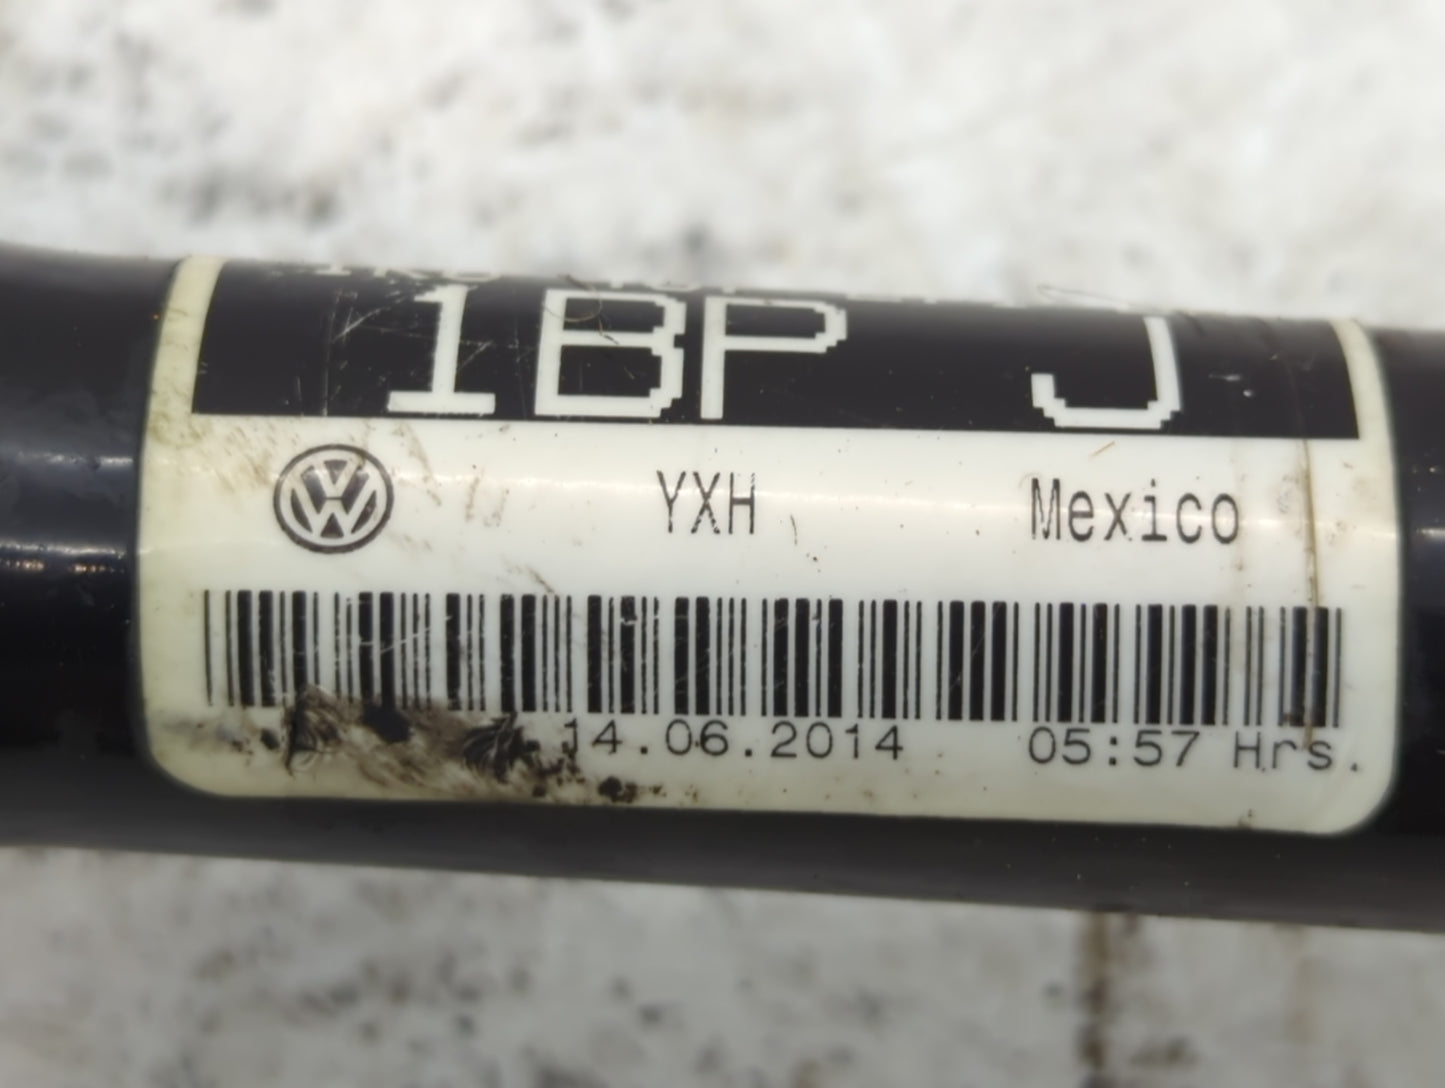 1BP J
YXH Mexico
14.06.2014 05:57 Hrs.